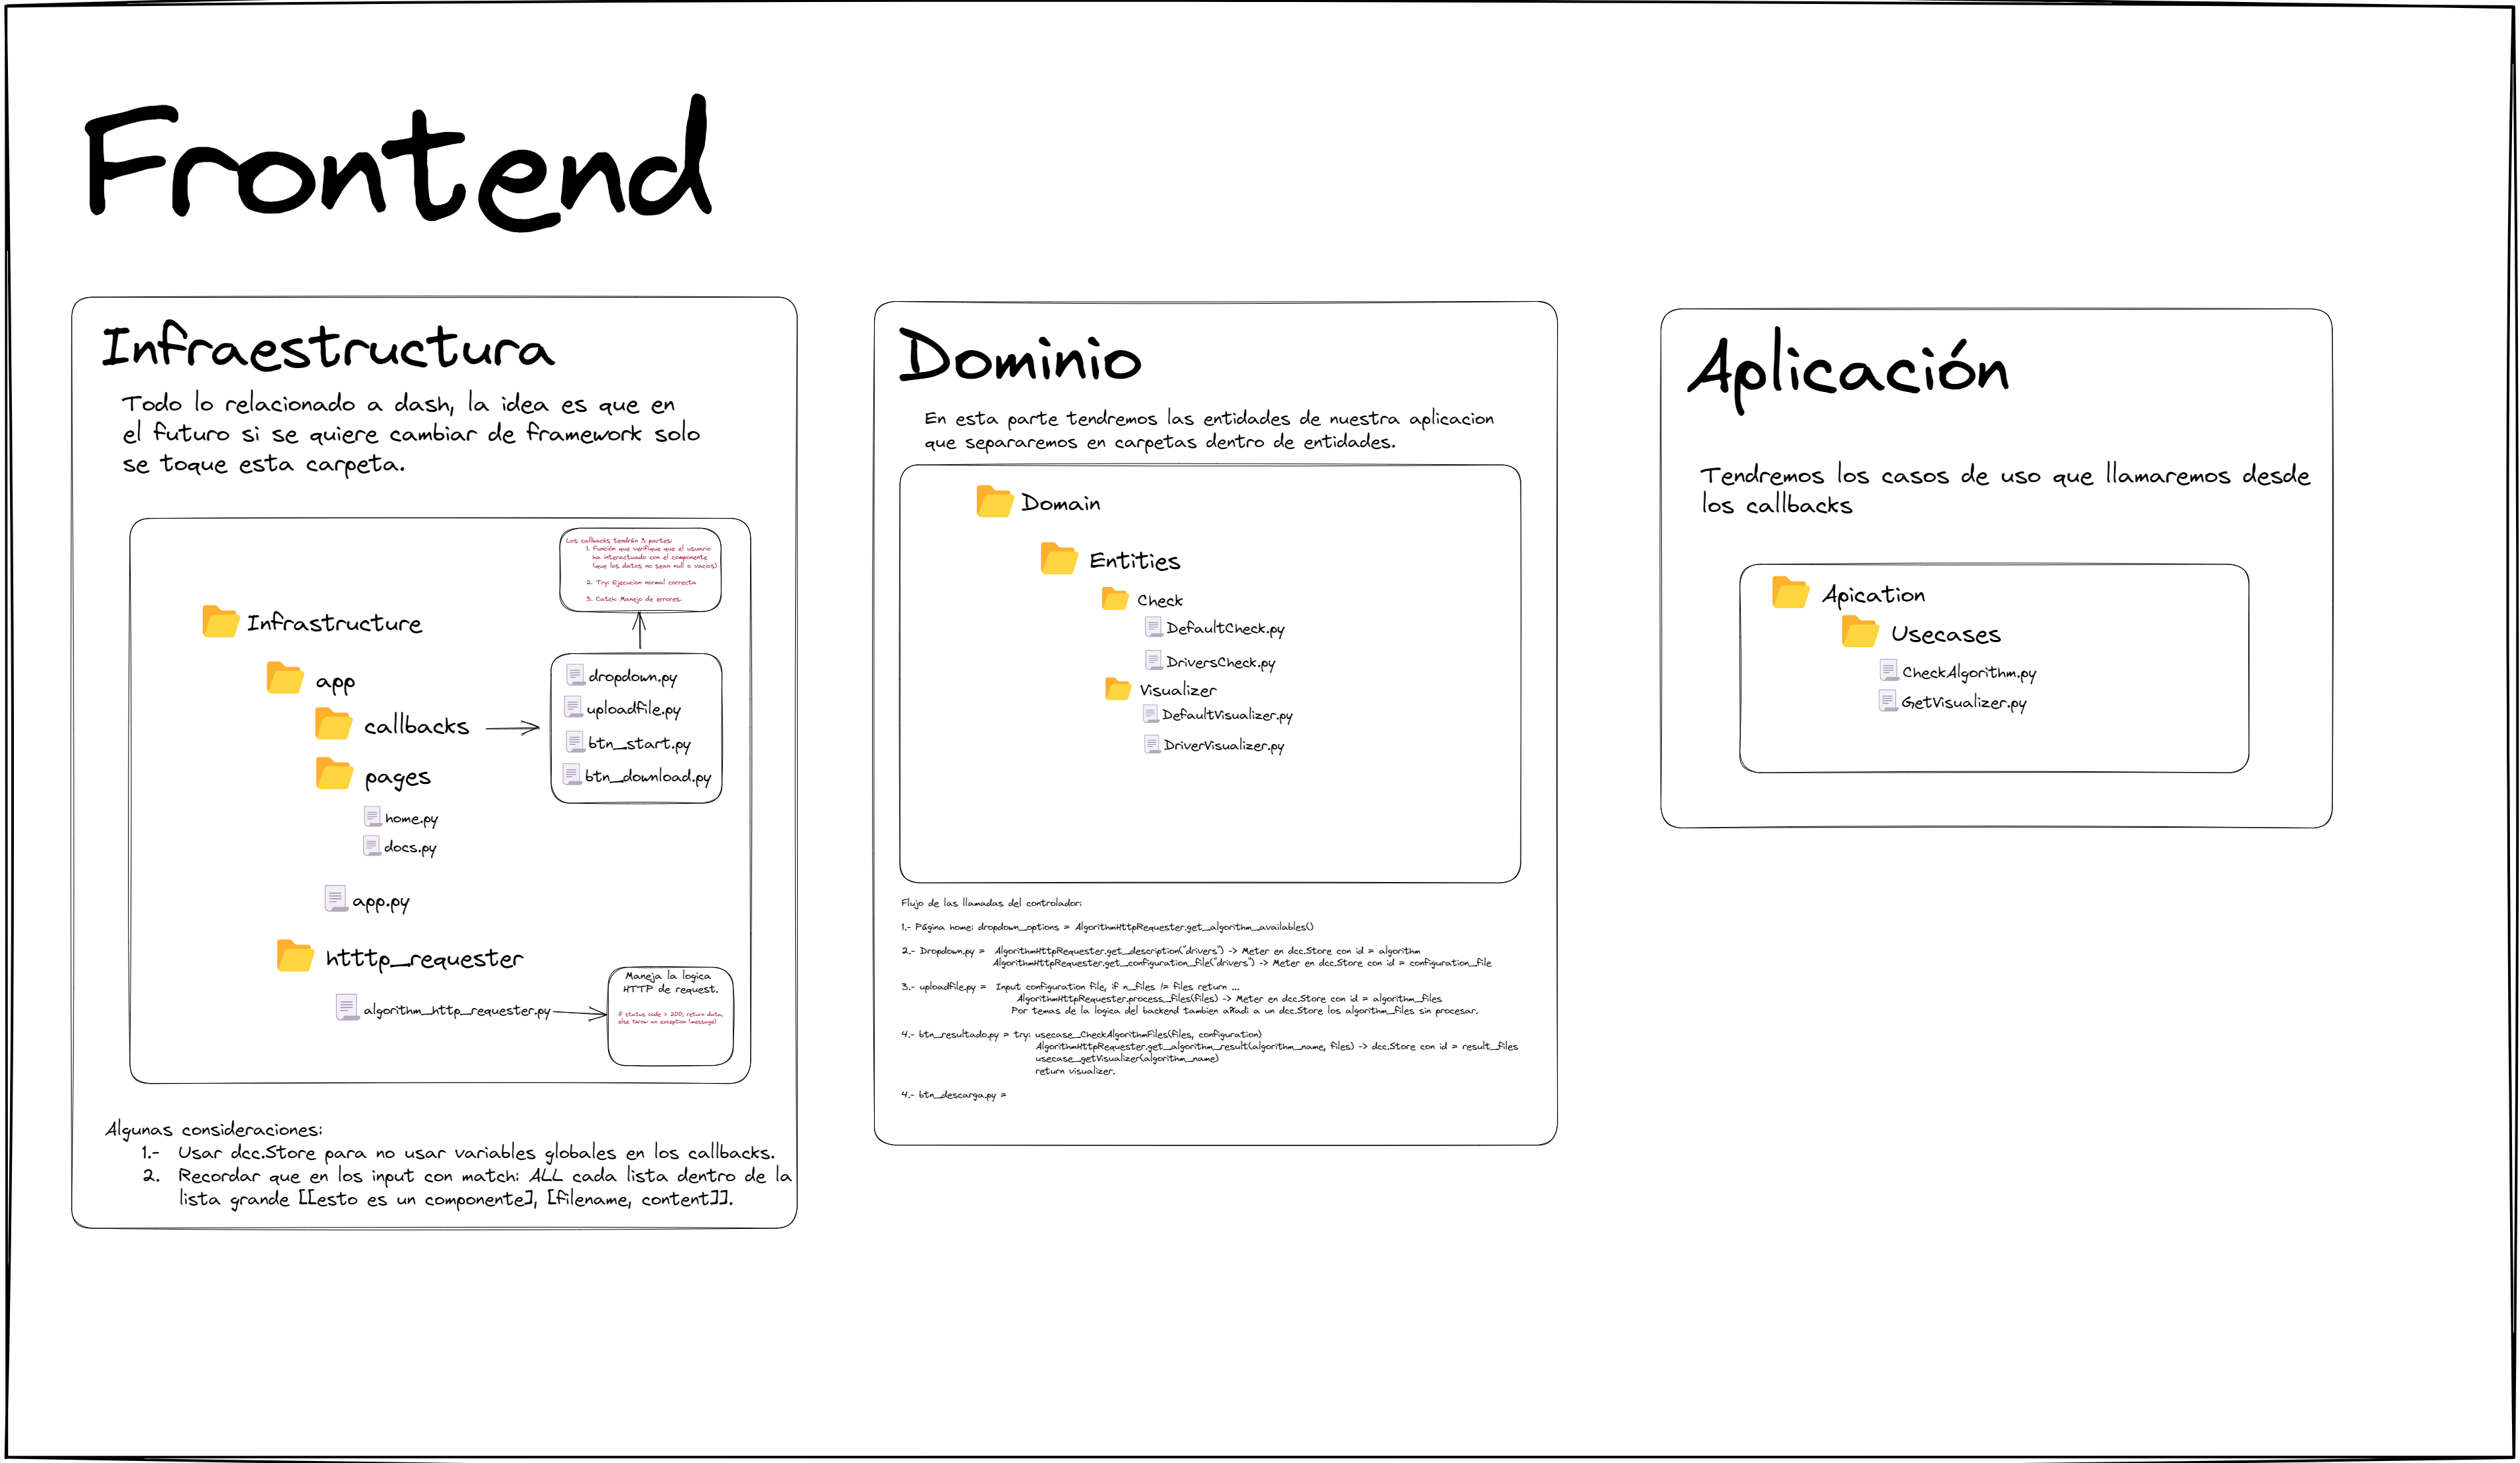 Frontend
Infraestructura
Todo lo relacionado a dash, la idea es que en
el futuro si se quiere cambiar de framework solo
se toque esta carpeta.
Los callbacks tendrán 3 partes:
1. Función que verifique que el usuario
ha interactuado con el componente
(que los datos no sean null o vacios)
2. Try: Ejecucion normal correcta
3. Catch: Manejo de errores.
Infrastructure
app
callbacks
dropdown.py
uploadfile.py
btn_start.py
btn_download.py
pages
home.py
docs.py
app.py
htttp_requester
algorithm_http_requester.py
Maneja la logica
HTTP de request.
if status code = 200, return data,
else throw an exception (message)
Algunas consideraciones:
1.- Usar dcc.Store para no usar variables globales en los callbacks.
2. Recordar que en los input con match: ALL cada lista dentro de la
lista grande [[esto es un componente], [filename, content]].
Dominio
En esta parte tendremos las entidades de nuestra aplicacion
que separaremos en carpetas dentro de entidades.
Domain
Entities
Check
DefaultCheck.py
DriversCheck.py
Visualizer
DefaultVisualizer.py
DriverVisualizer.py
Flujo de las llamadas del controlador:
1.- Página home: dropdown_options = AlgorithmHttpRequester.get_algorithm_availables()
2.- Dropdown.py = AlgorithmHttpRequester.get_description("drivers") -> Meter en dcc.Store con id = algorithm
AlgorithmHttpRequester.get_configuration_file("drivers") -> Meter en dcc.Store con id = configuration_file
3.- uploadfile.py = Input configuration file, if n_files != files return ...
AlgorithmHttpRequester.process_files(files) -> Meter en dcc.Store con id = algorithm_files
Por temas de la logica del backend tambien añadi a un dcc.Store los algorithm_files sin procesar.
4.- btn_resultado.py = try: usecase_CheckAlgorithmFiles(files, configuration)
AlgorithmHttpRequester.get_algorithm_result(algorithm_name, files) -> dcc.Store con id = result_files
usecase_getVisualizer(algorithm_name)
return visualizer.
4.- btn_descarga.py =
Aplicación
Tendremos los casos de uso que llamaremos desde
los callbacks
Apication
Usecases
CheckAlgorithm.py
GetVisualizer.py